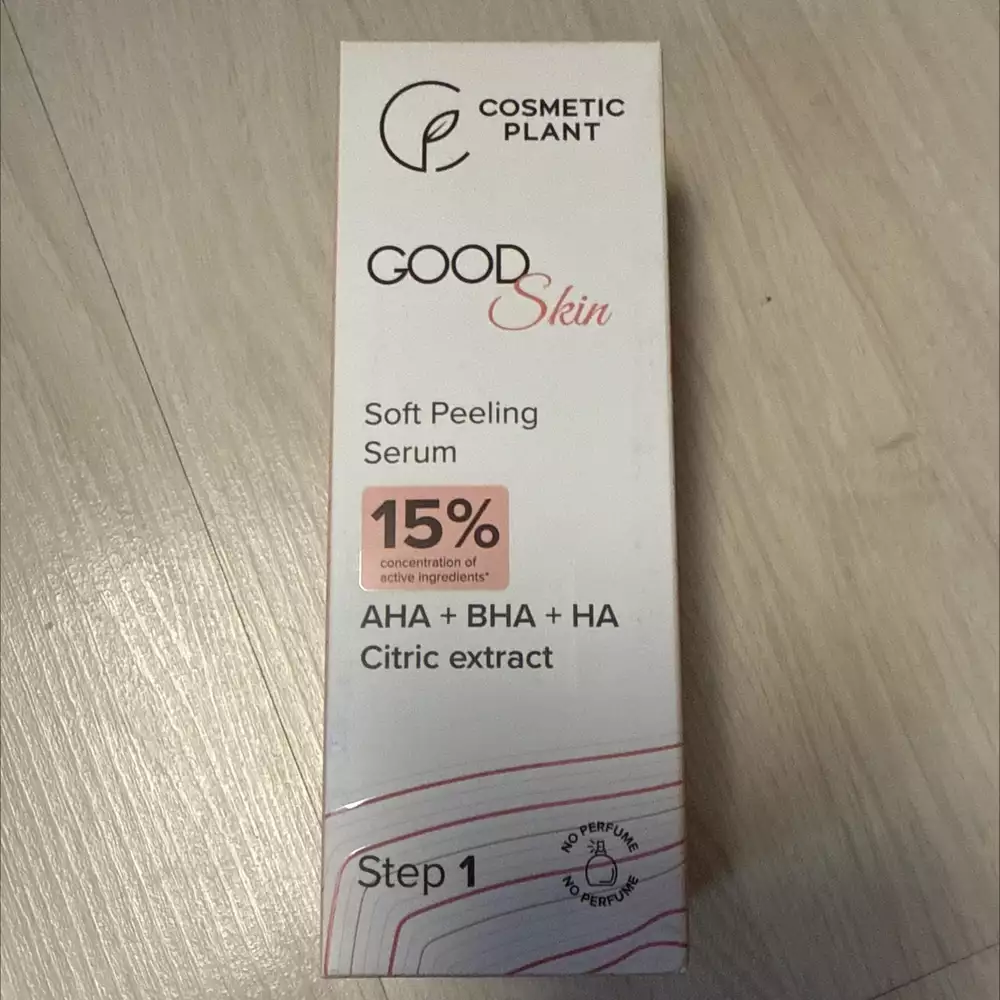 COSMETIC
PLANT
GOOD
Skin
Soft Peeling
Serum
15%
concentration of
active ingredients*
AHA + BHA + HA
Citric extract
Step 1
NO PERFUME
NO PERFUME